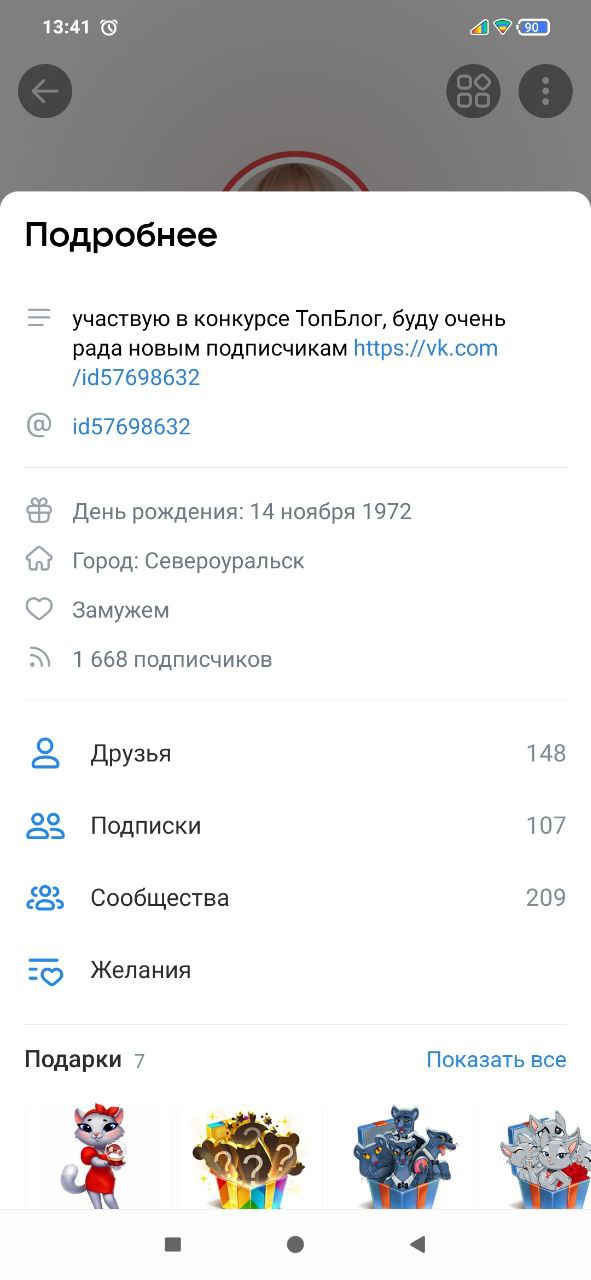 13:41
90
Подробнее
участвую в конкурсе ТопБлог, буду очень
рада новым подписчикам https://vk.com
/id57698632
@ id57698632
День рождения: 14 ноября 1972
Город: Североуральск
Замужем
1 668 подписчиков
Друзья 148
Подписки 107
Сообщества 209
Желания
Подарки 7 Показать все
? ? ?
?